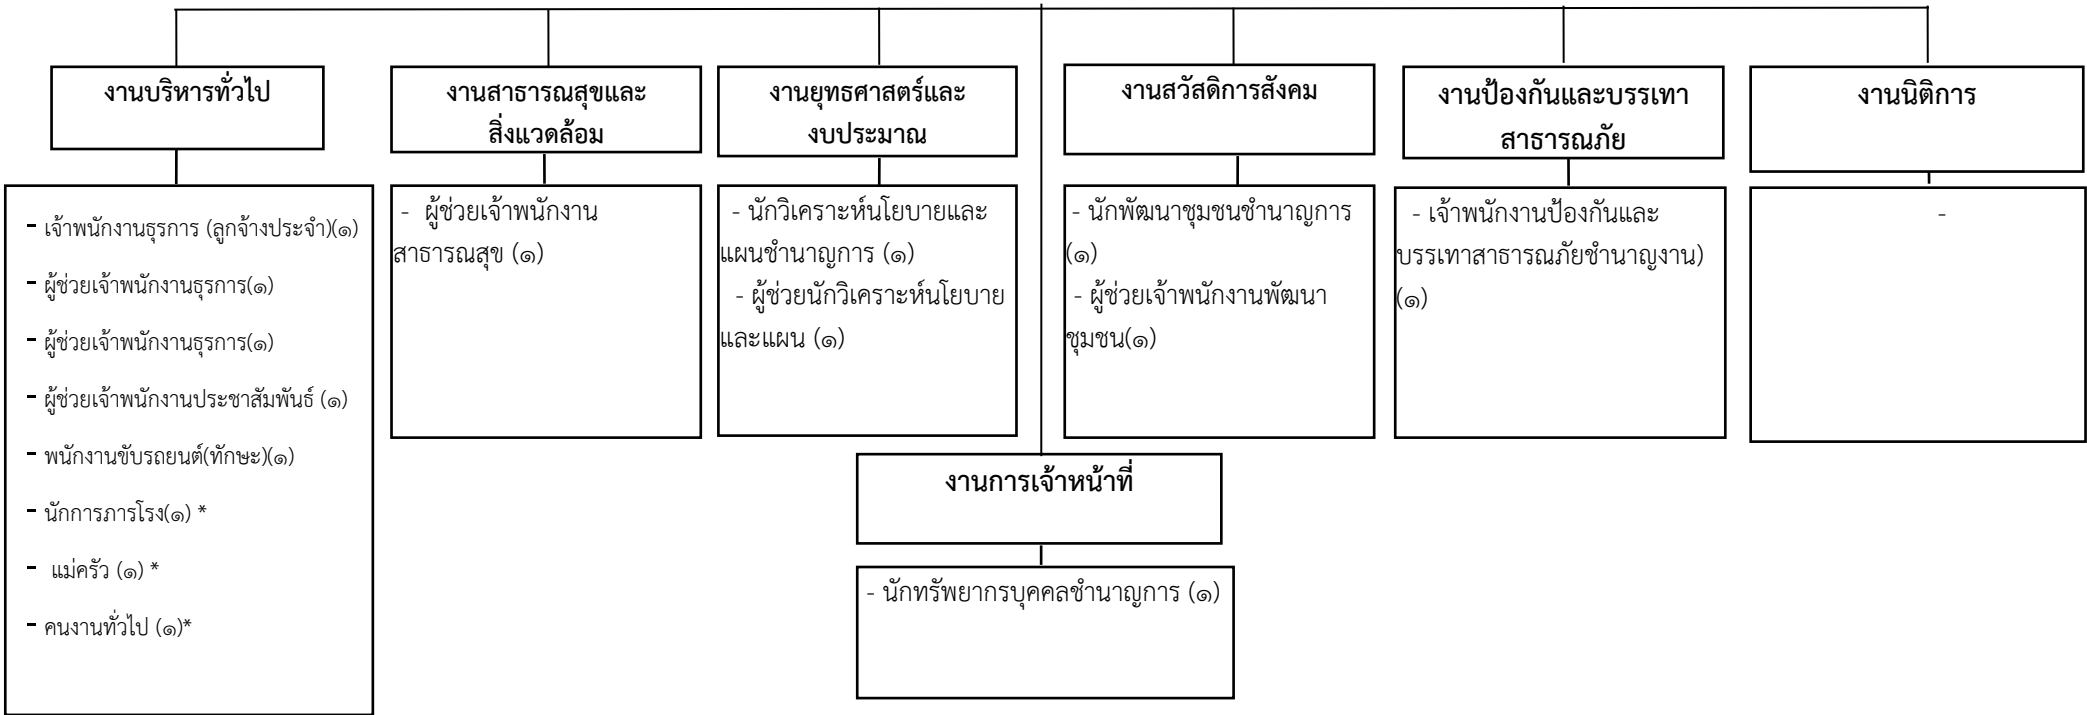 งานบริหารทั่วไป
- เจ้าพนักงานธุรการ (ลูกจ้างประจำ)(๑)
- ผู้ช่วยเจ้าพนักงานธุรการ(๑)
- ผู้ช่วยเจ้าพนักงานธุรการ(๑)
- ผู้ช่วยเจ้าพนักงานประชาสัมพันธ์ (๑)
- พนักงานขับรถยนต์(ทักษะ)(๑)
- นักการภารโรง(๑) *
- แม่ครัว (๑) *
- คนงานทั่วไป (๑)*
งานสาธารณสุขและ
สิ่งแวดล้อม
- ผู้ช่วยเจ้าพนักงาน
สาธารณสุข (๑)
งานยุทธศาสตร์และ
งบประมาณ
- นักวิเคราะห์นโยบายและ
แผนชำนาญการ (๑)
- ผู้ช่วยนักวิเคราะห์นโยบาย
และแผน (๑)
งานสวัสดิการสังคม
- นักพัฒนาชุมชนชำนาญการ
(๑)
- ผู้ช่วยเจ้าพนักงานพัฒนา
ชุมชน(๑)
งานป้องกันและบรรเทา
สาธารณภัย
- เจ้าพนักงานป้องกันและ
บรรเทาสาธารณภัยชำนาญงาน)
(๑)
งานนิติการ
-
งานการเจ้าหน้าที่
- นักทรัพยากรบุคคลชำนาญการ (๑)